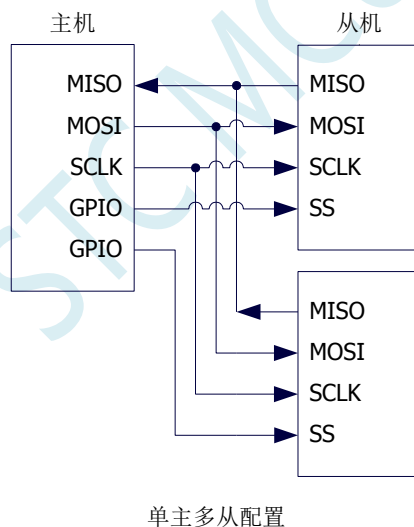 主机
从机
MISO
MOSI
SCLK
GPIO
GPIO
MISO
MOSI
SCLK
SS
MISO
MOSI
SCLK
SS
单主多从配置